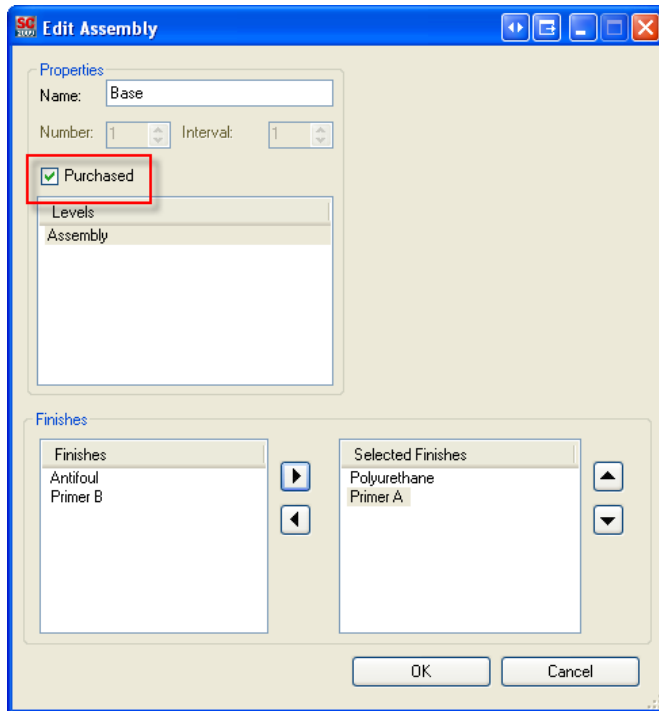 Edit Assembly
Properties
Name: Base
Number: 1 Interval: 1
Purchased
Levels
Assembly
Finishes
Finishes
Antifoul
Primer B
Selected Finishes
Polyurethane
Primer A
OK Cancel